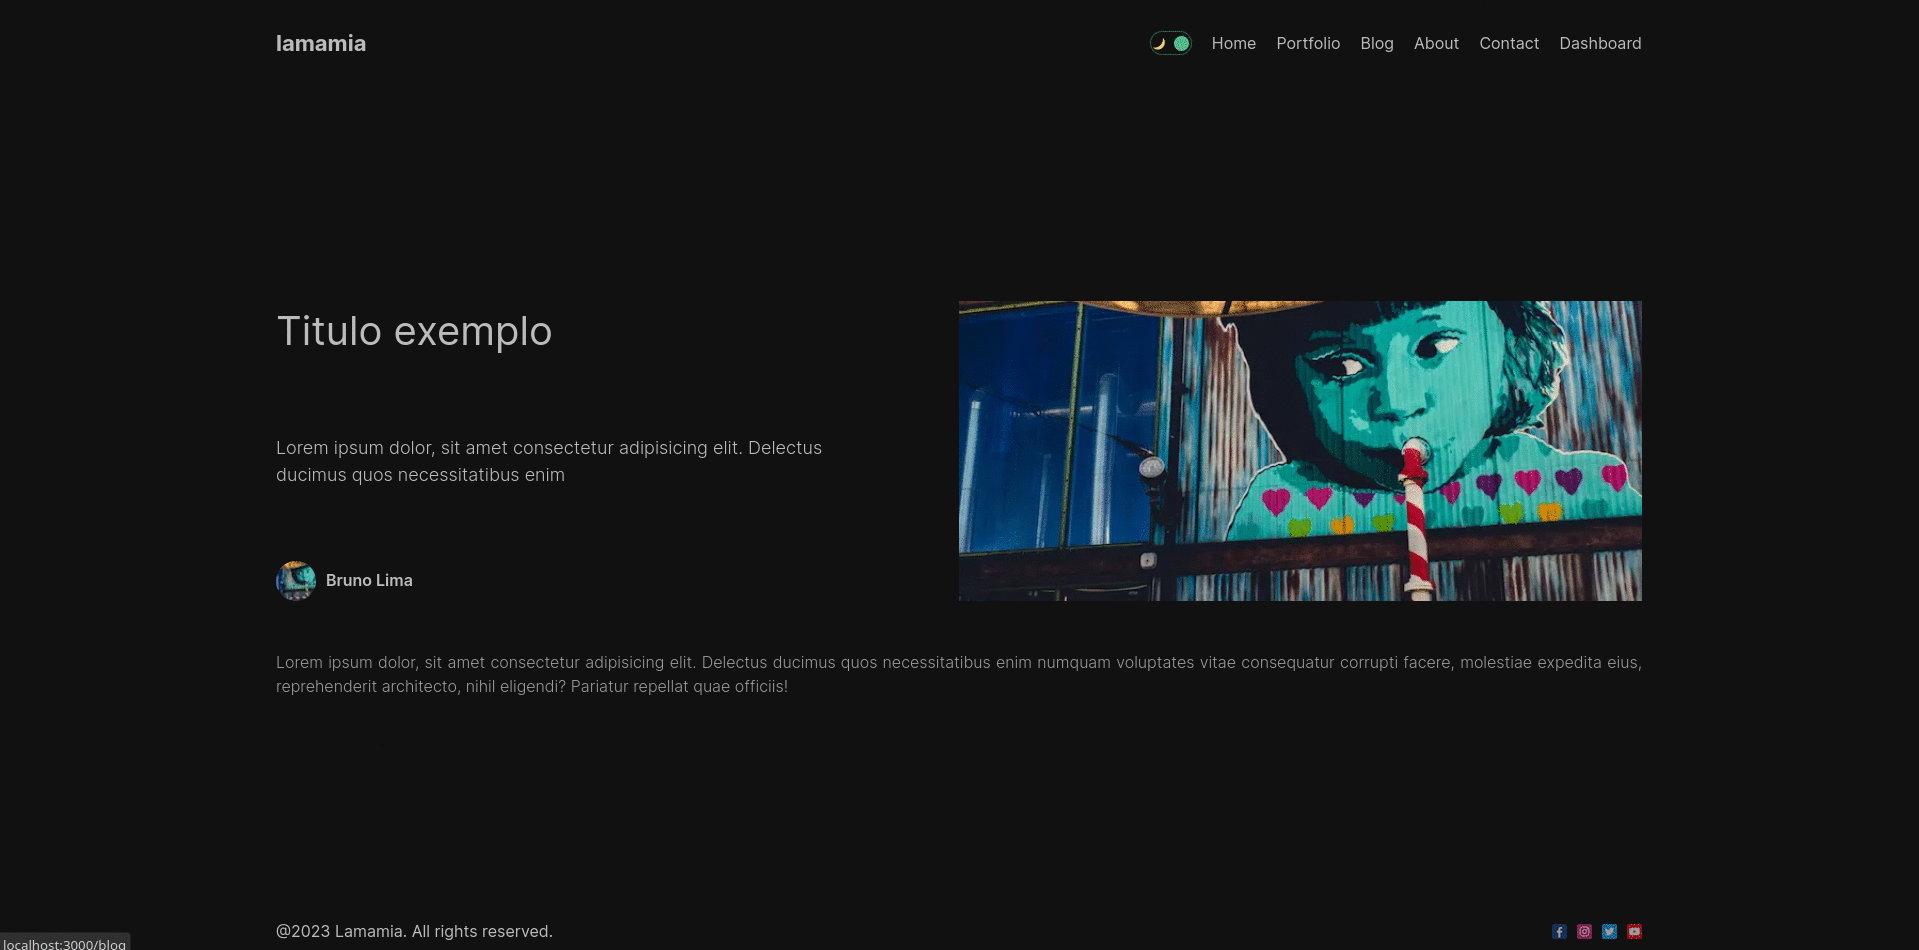 lamamia
Home Portfolio Blog About Contact Dashboard
Titulo exemplo
Lorem ipsum dolor, sit amet consectetur adipisicing elit. Delectus
ducimus quos necessitatibus enim
Bruno Lima
Lorem ipsum dolor, sit amet consectetur adipisicing elit. Delectus ducimus quos necessitatibus enim numquam voluptates vitae consequatur corrupti facere, molestiae expedita eius,
reprehenderit architecto, nihil eligendi? Pariatur repellat quae officiis!
@2023 Lamamia. All rights reserved.
localhost:3000/blog